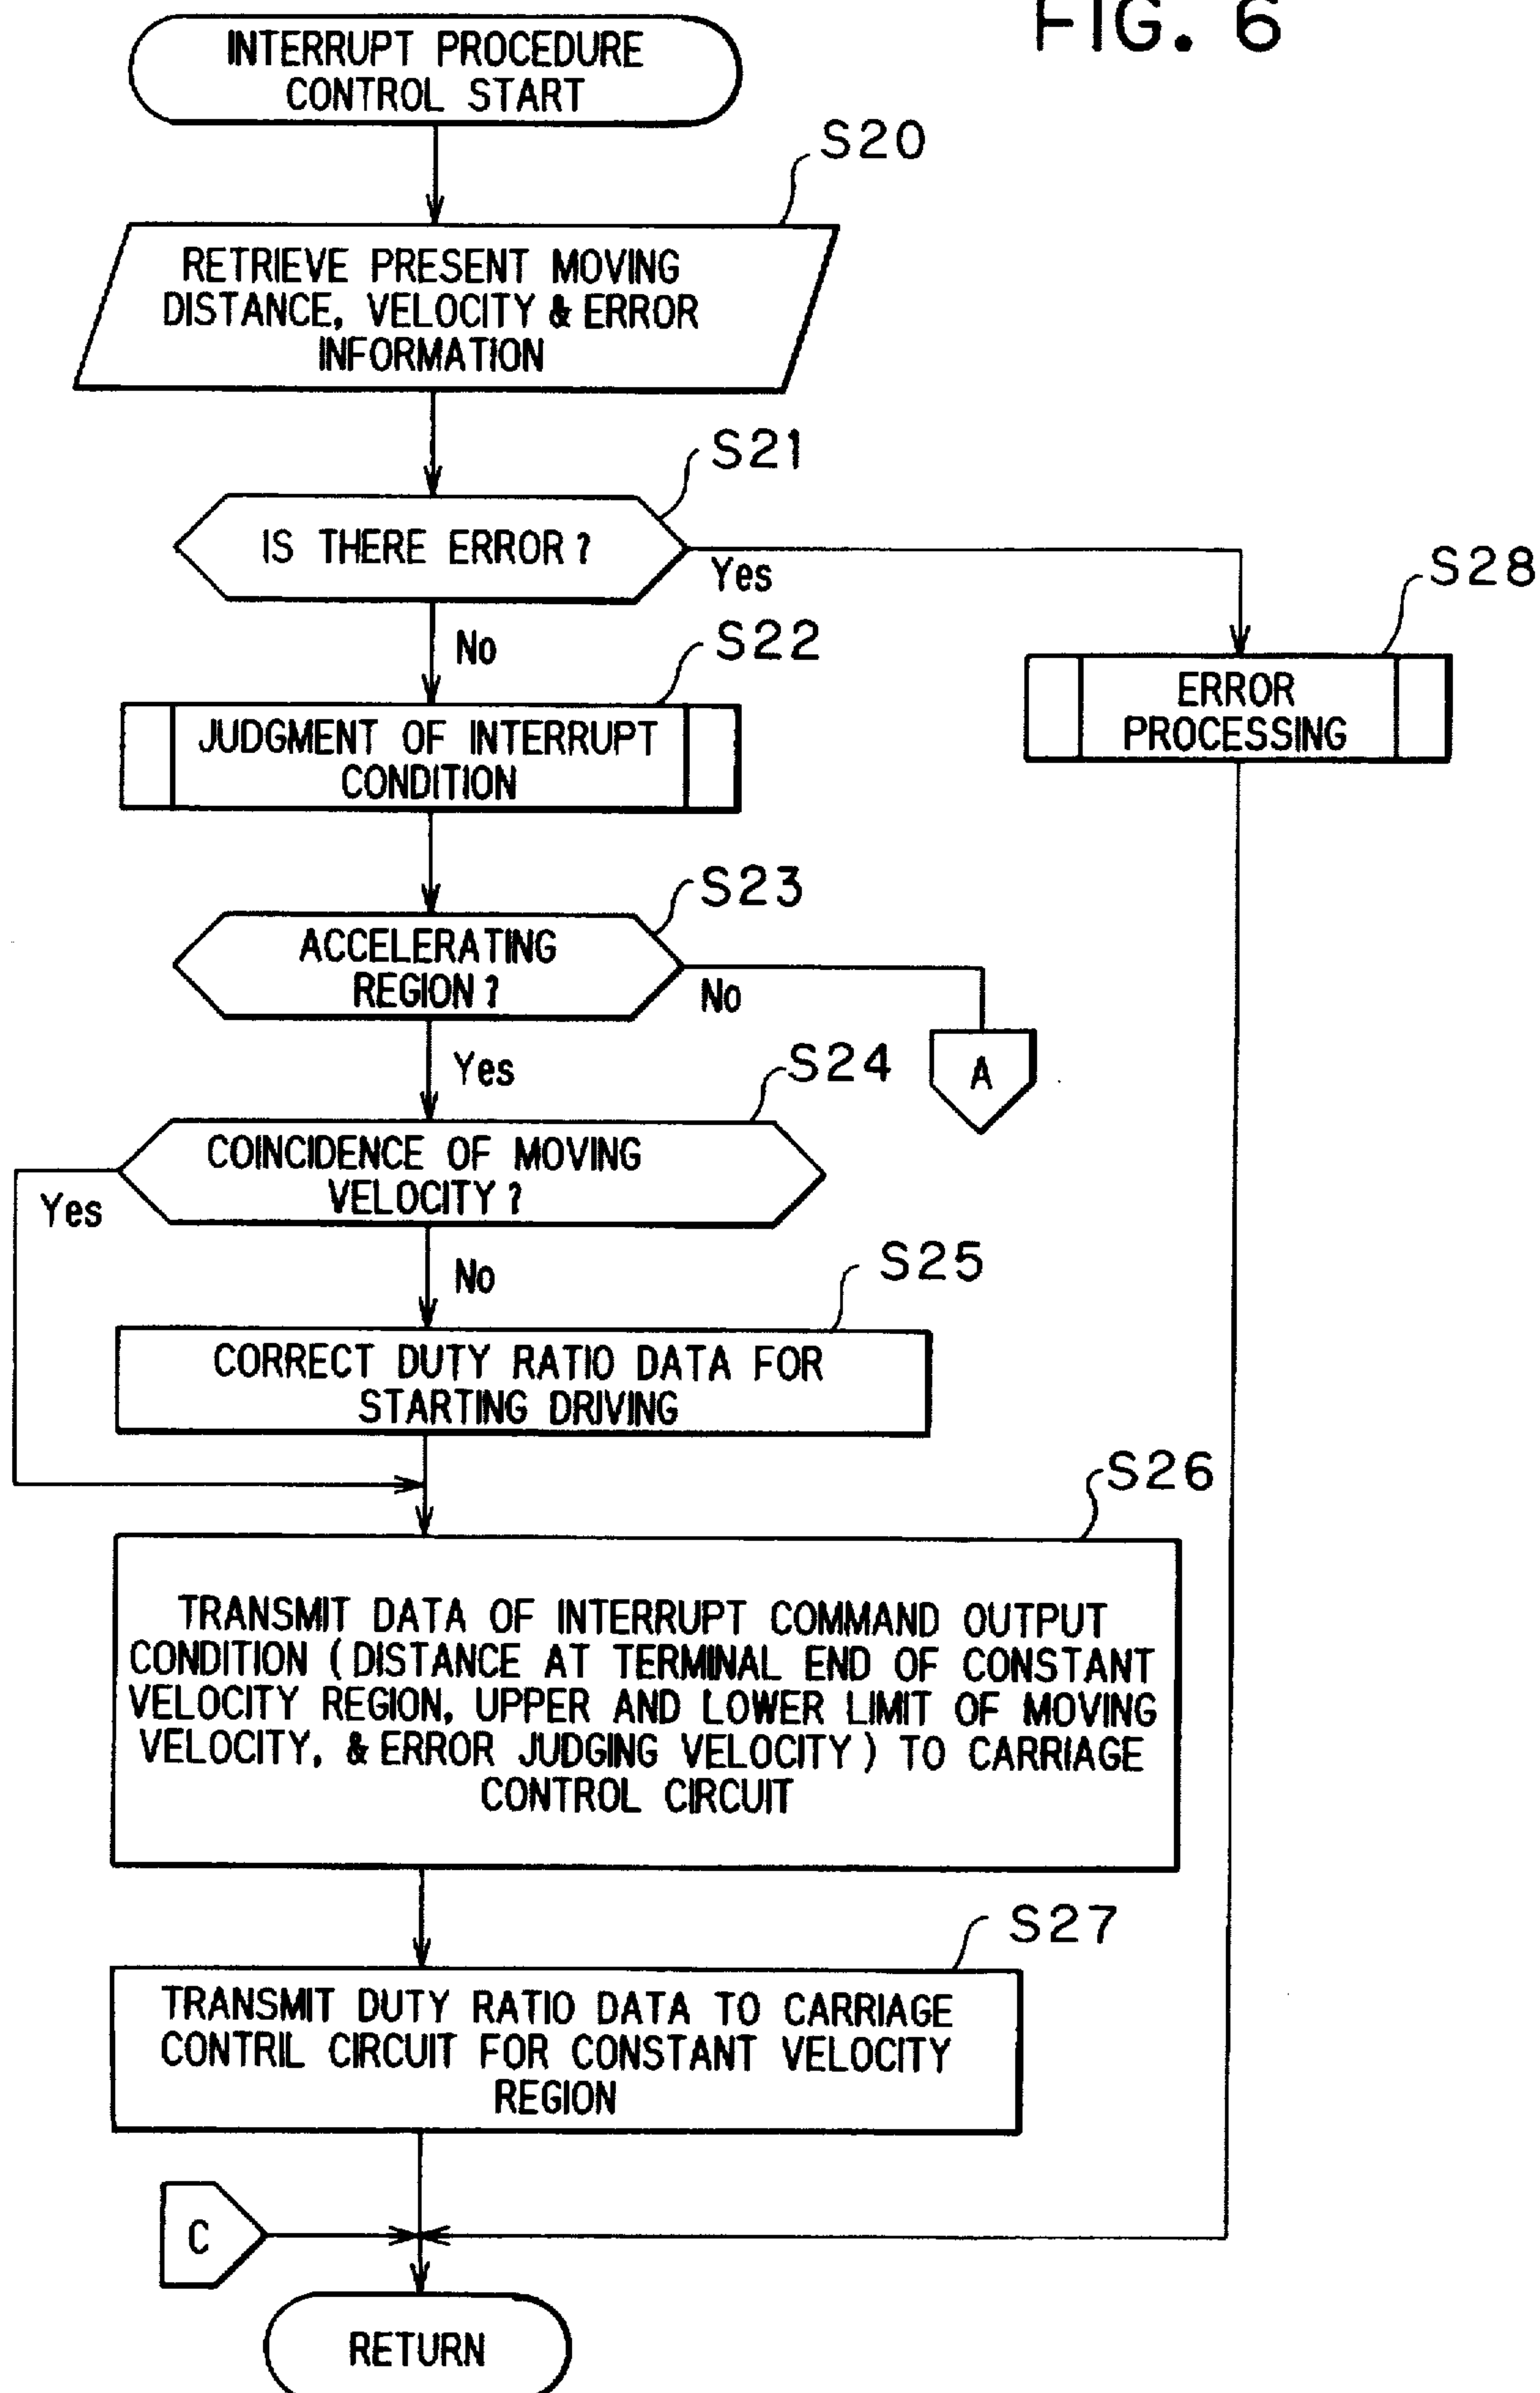 FIG. 6
INTERRUPT PROCEDURE
CONTROL START
S20
RETRIEVE PRESENT MOVING
DISTANCE, VELOCITY & ERROR
INFORMATION
S21
IS THERE ERROR?
Yes
S28
No
S22
ERROR
PROCESSING
JUDGMENT OF INTERRUPT
CONDITION
S23
ACCELERATING
REGION?
No
A
Yes
S24
COINCIDENCE OF MOVING
VELOCITY?
Yes
No
S25
CORRECT DUTY RATIO DATA FOR
STARTING DRIVING
S26
TRANSMIT DATA OF INTERRUPT COMMAND OUTPUT
CONDITION (DISTANCE AT TERMINAL END OF CONSTANT
VELOCITY REGION, UPPER AND LOWER LIMIT OF MOVING
VELOCITY, & ERROR JUDGING VELOCITY) TO CARRIAGE
CONTROL CIRCUIT
S27
TRANSMIT DUTY RATIO DATA TO CARRIAGE
CONTRIL CIRCUIT FOR CONSTANT VELOCITY
REGION
C
RETURN